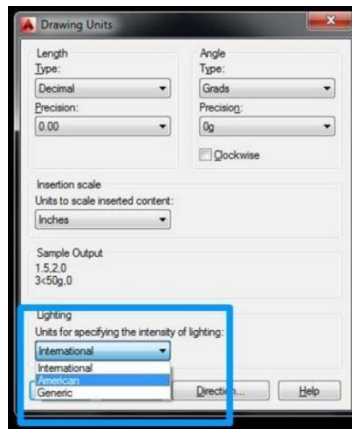 Drawing Units
Length
Type:
Decimal
Precision:
0.00
Angle
Type:
Grads
Precision:
0g
Clockwise
Insertion scale
Units to scale inserted content:
Inches
Sample Output
1.5,2,0
3<50g,0
Lighting
Units for specifying the intensity of lighting:
International
International
American
Generic
Direction...
Help